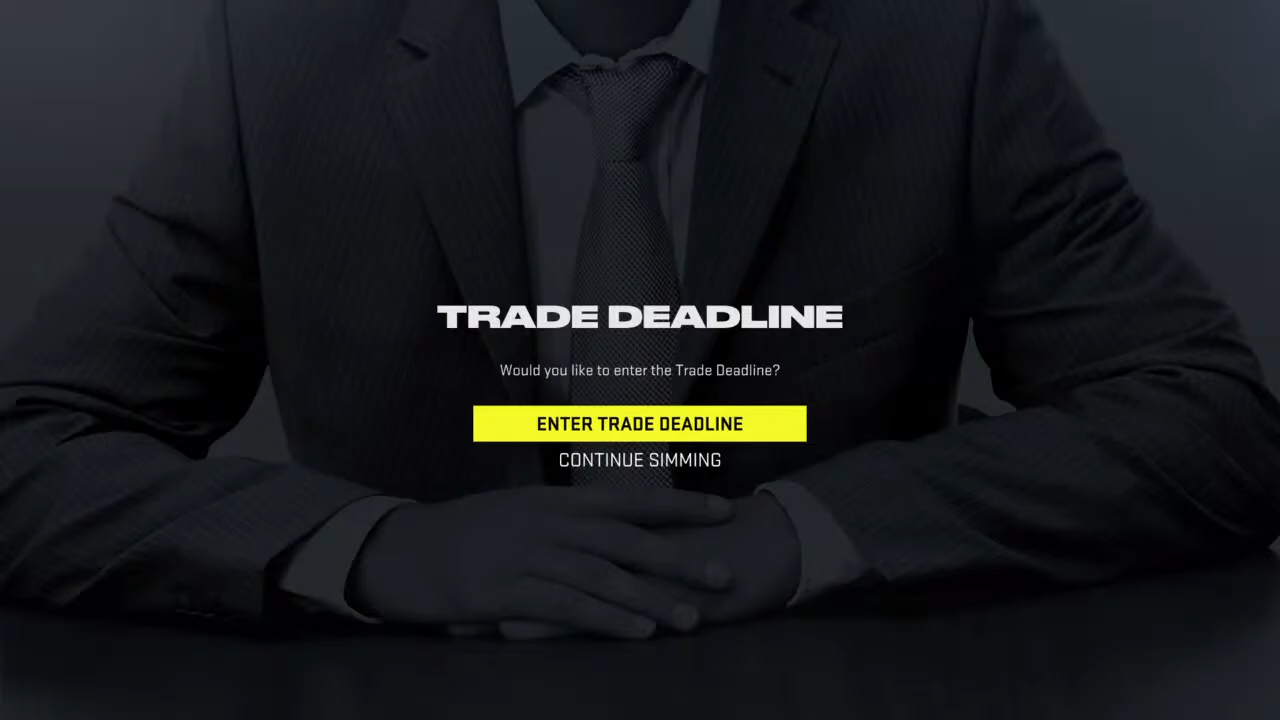 TRADE DEADLINE
Would you like to enter the Trade Deadline?
ENTER TRADE DEADLINE
CONTINUE SIMMING